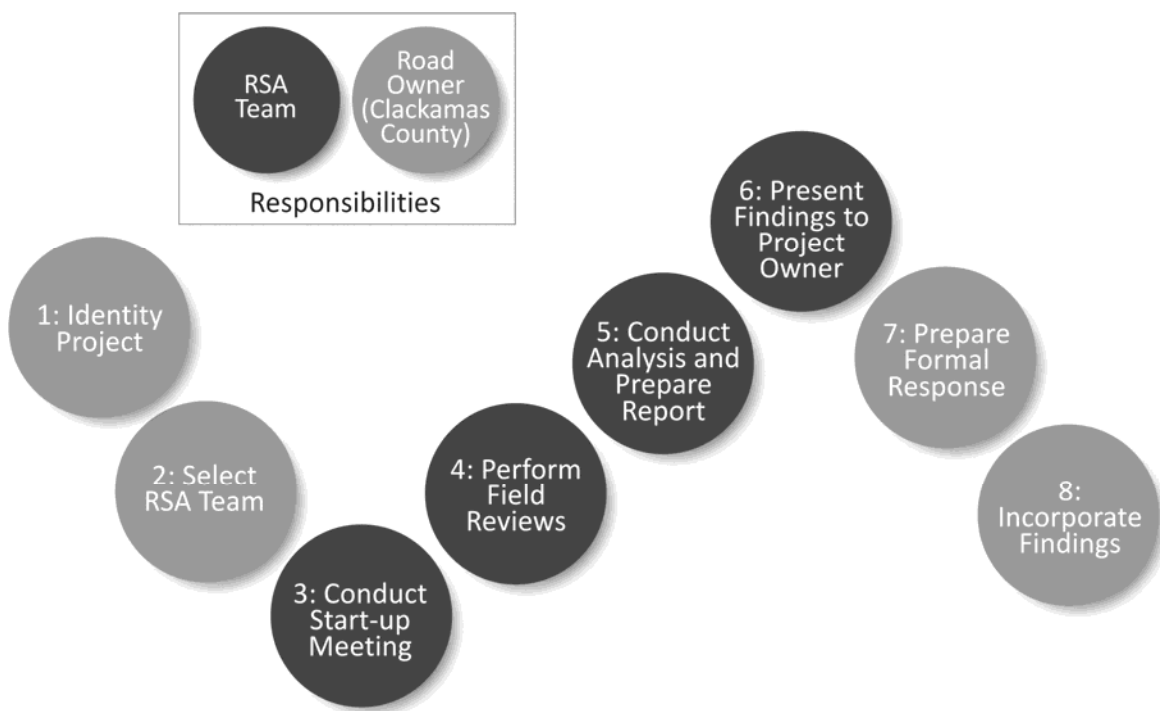 RSA
Team
Road
Owner
(Clackamas
County)
Responsibilities
1: Identity
Project
2: Select
RSA Team
3: Conduct
Start-up
Meeting
4: Perform
Field
Reviews
5: Conduct
Analysis and
Prepare
Report
6: Present
Findings to
Project
Owner
7: Prepare
Formal
Response
8:
Incorporate
Findings